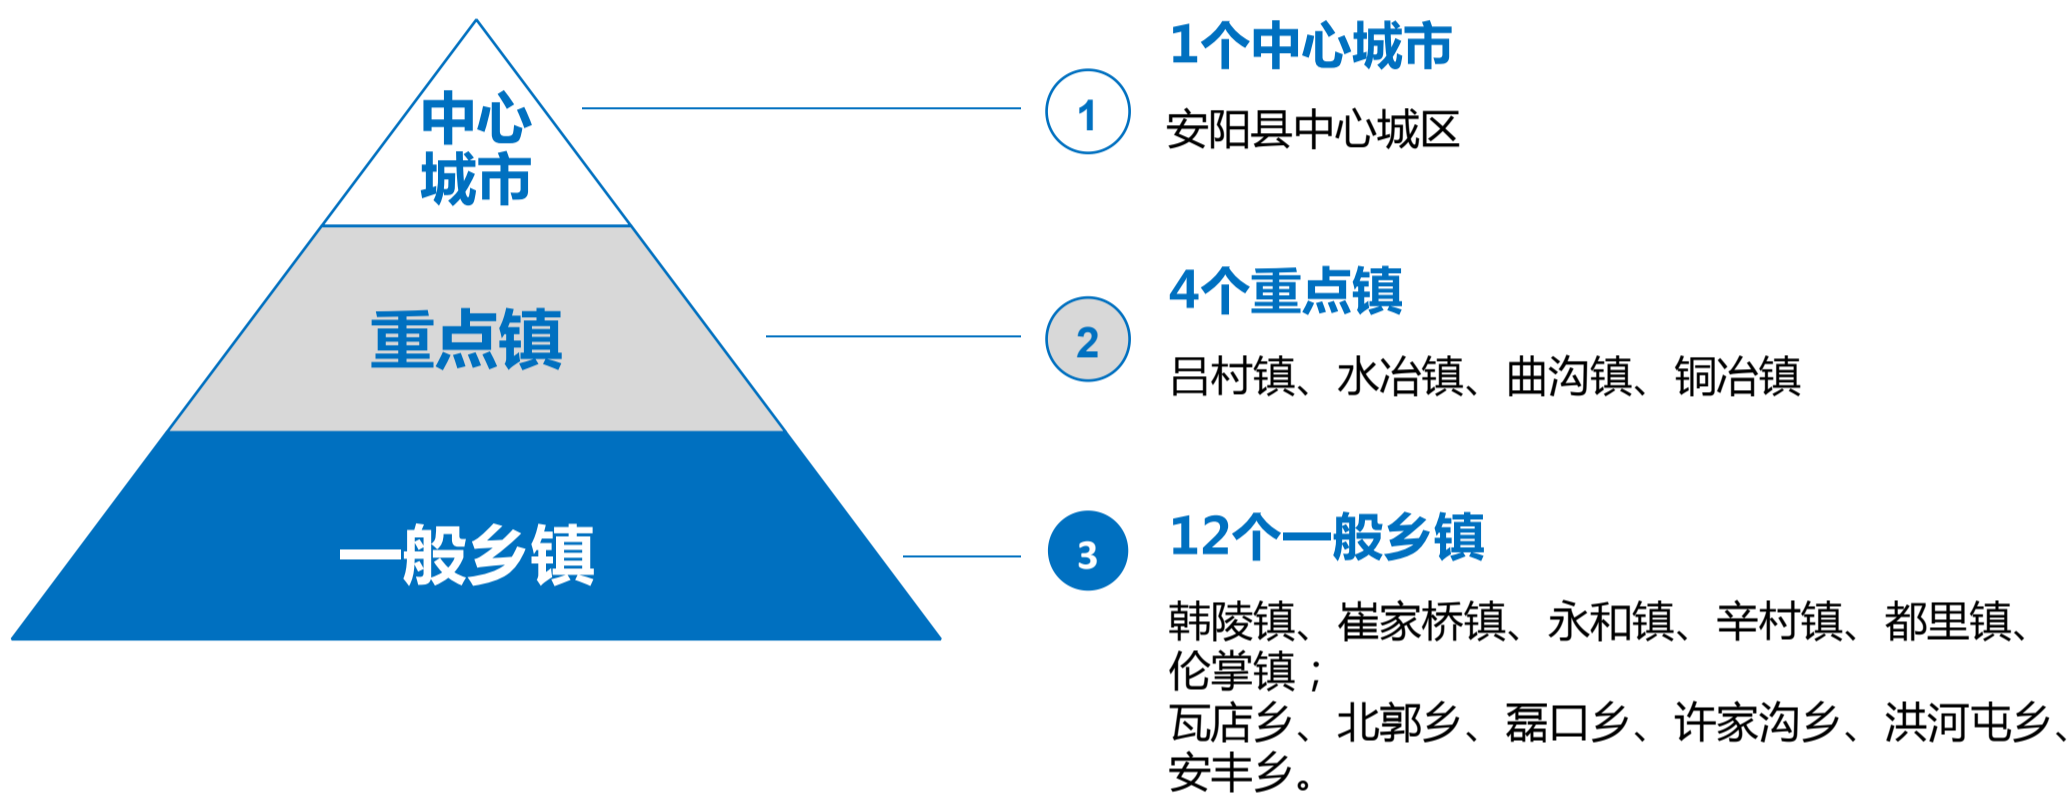 中心
城市
重点镇
一般乡镇
1
1个中心城市
安阳县中心城区
2
4个重点镇
吕村镇、水冶镇、曲沟镇、铜冶镇
3
12个一般乡镇
韩陵镇、崔家桥镇、永和镇、辛村镇、都里镇、
伦掌镇；
瓦店乡、北郭乡、磊口乡、许家沟乡、洪河屯乡、
安丰乡。